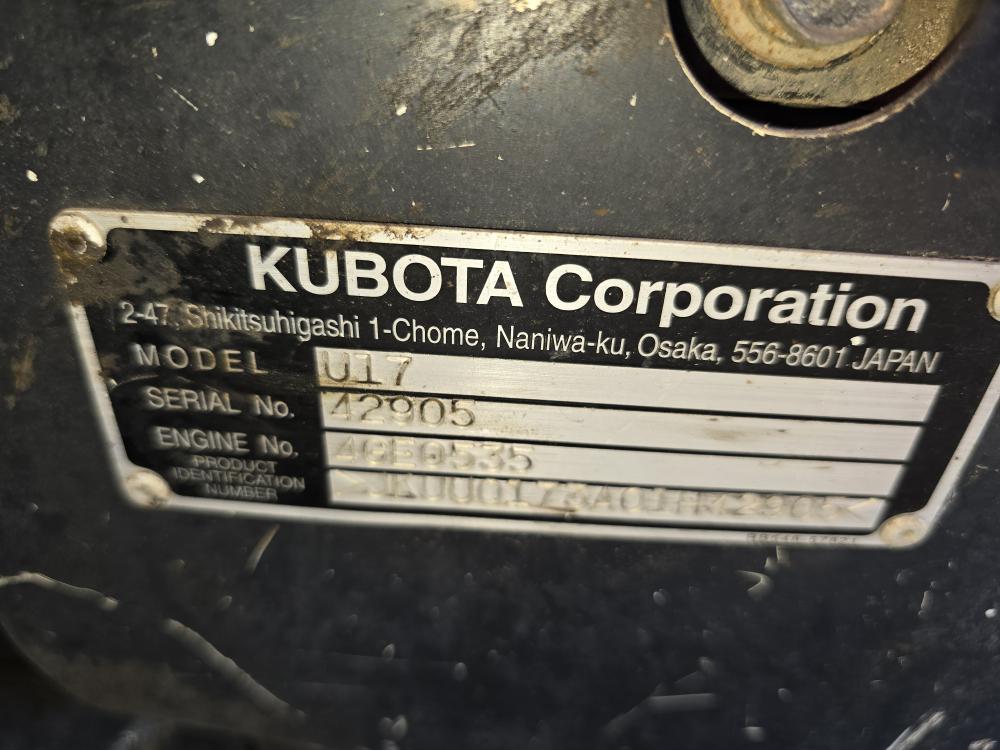 KUBOTA Corporation
2-47, Shikitsuhigashi 1-Chome, Naniwa-ku, Osaka, 556-8601 JAPAN
MODEL U17
SERIAL No. 42905
ENGINE No.
PRODUCT
IDENTIFICATION
NUMBER